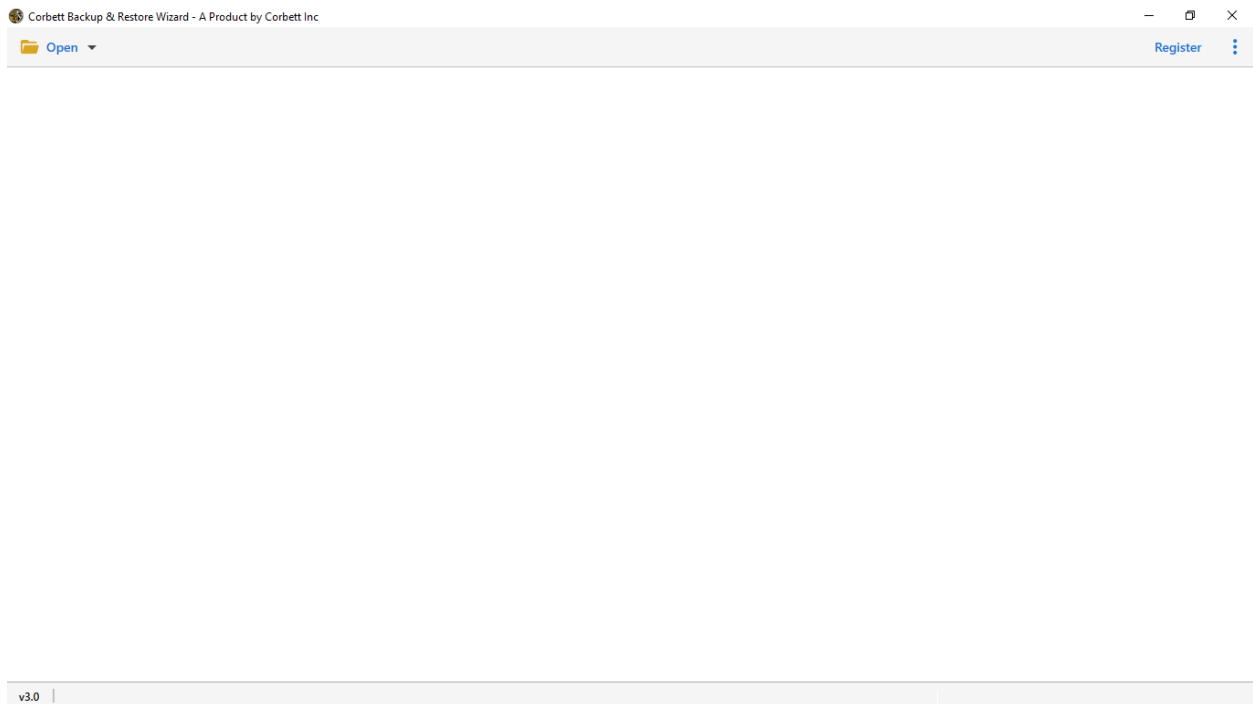 Corbett Backup & Restore Wizard - A Product by Corbett Inc
Open
Register
v3.0